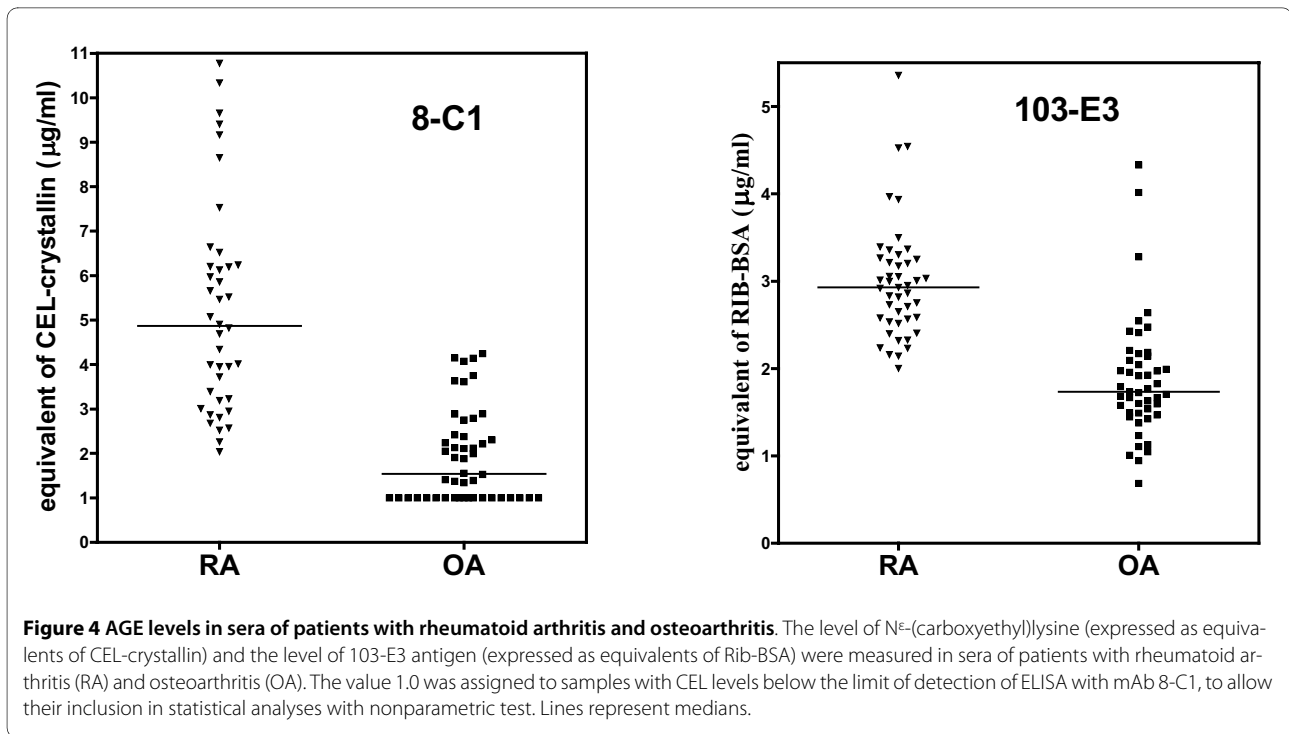 11
10
9
8
7
6
5
4
3
2
1
0
equivalent of CEL-crystallin (μg/ml)
8-C1
RA
OA
5
4
3
2
1
0
equivalent of RIB-BSA (μg/ml)
103-E3
RA
OA
Figure 4 AGE levels in sera of patients with rheumatoid arthritis and osteoarthritis. The level of Nᵋ-(carboxyethyl)lysine (expressed as equiva-
lents of CEL-crystallin) and the level of 103-E3 antigen (expressed as equivalents of Rib-BSA) were measured in sera of patients with rheumatoid ar-
thritis (RA) and osteoarthritis (OA). The value 1.0 was assigned to samples with CEL levels below the limit of detection of ELISA with mAb 8-C1, to allow
their inclusion in statistical analyses with nonparametric test. Lines represent medians.